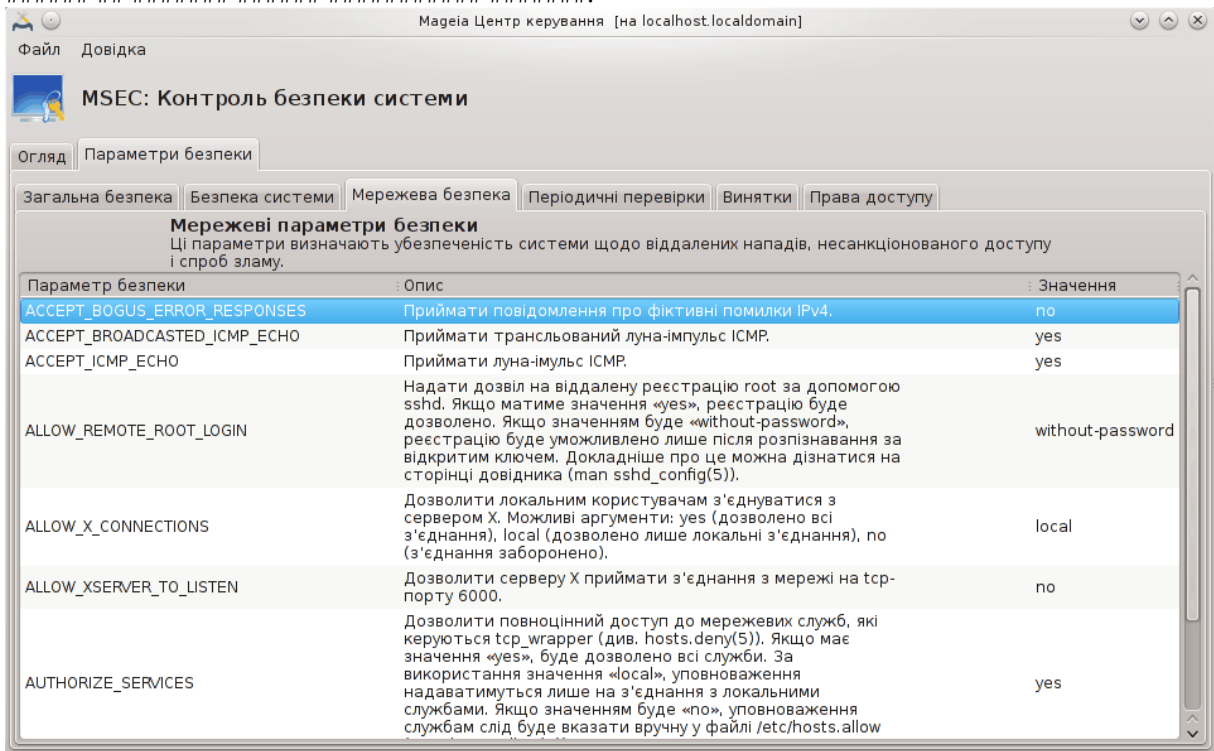 Mageia Центр керування [на localhost.localdomain]
Файл Довідка
MSEC: Контроль безпеки системи
Огляд Параметри безпеки
Загальна безпека Безпека системи Мережева безпека Періодичні перевірки Винятки Права доступу
Мережеві параметри безпеки
Ці параметри визначають убезпеченість системи щодо віддалених нападів, несанкціонованого доступу
і спроб зламу.
Параметр безпеки Опис Значення
ACCEPT_BOGUS_ERROR_RESPONSES Приймати повідомлення про фіктивні помилки IPv4. no
ACCEPT_BROADCASTED_ICMP_ECHO Приймати трансльований луна-імпульс ICMP. yes
ACCEPT_ICMP_ECHO Приймати луна-імульс ICMP. yes
Надати дозвіл на віддалену реєстрацію root за допомогою
sshd. Якщо матиме значення «yes», реєстрацію буде
дозволено. Якщо значенням буде «without-password»,
ALLOW_REMOTE_ROOT_LOGIN реєстрацію буде уможливлено лише після розпізнавання за without-password
відкритим ключем. Докладніше про це можна дізнатися на
сторінці довідника (man sshd_config(5)).
Дозволити локальним користувачам з'єднуватися з
сервером X. Можливі аргументи: yes (дозволено всі
ALLOW_X_CONNECTIONS з'єднання), local (дозволено лише локальні з'єднання), no local
(з'єднання заборонено).
Дозволити серверу X приймати з'єднання з мережі на tcp-
ALLOW_XSERVER_TO_LISTEN порту 6000. no
Дозволити повноцінний доступ до мережевих служб, які
керуються tcp_wrapper (див. hosts.deny(5)). Якщо має
значення «yes», буде дозволено всі служби. За
AUTHORIZE_SERVICES використання значення «local», уповноваження yes
надаватимуться лише на з'єднання з локальними
службами. Якщо значенням буде «no», уповноваження
службам слід буде вказати вручну у файлі /etc/hosts.allow